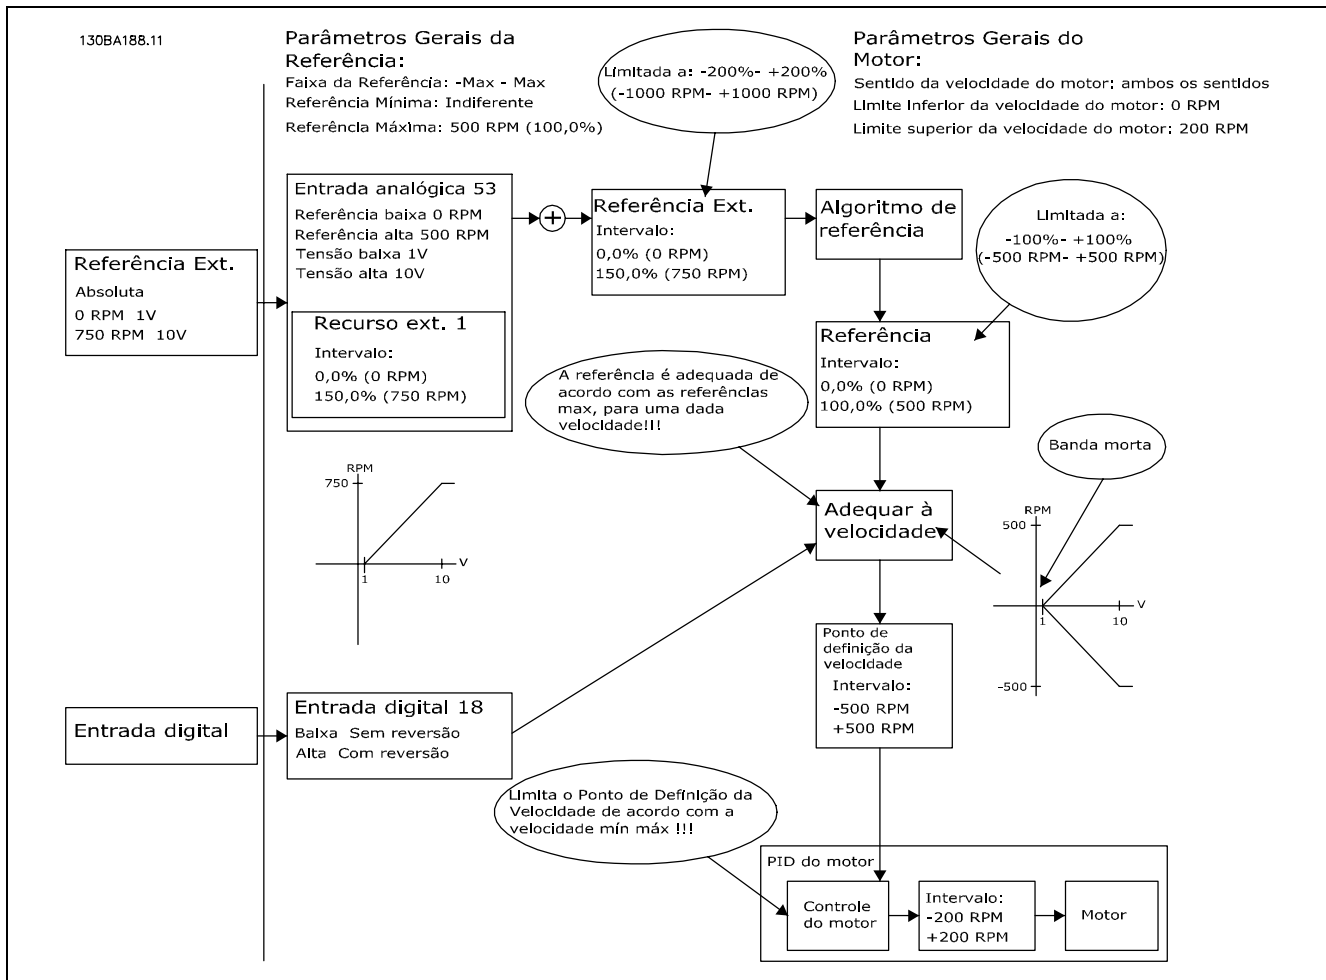 130BA188.11
Parâmetros Gerais da
Referência:
Faixa da Referência: -Max - Max
Referência Mínima: Indiferente
Referência Máxima: 500 RPM (100,0%)
Limitada a: -200%- +200%
(-1000 RPM- +1000 RPM)
Parâmetros Gerais do
Motor:
Sentido da velocidade do motor: ambos os sentidos
Limite inferior da velocidade do motor: 0 RPM
Limite superior da velocidade do motor: 200 RPM
Referência Ext.
Absoluta
0 RPM 1V
750 RPM 10V
Entrada analógica 53
Referência baixa 0 RPM
Referência alta 500 RPM
Tensão baixa 1V
Tensão alta 10V
Recurso ext. 1
Intervalo:
0,0% (0 RPM)
150,0% (750 RPM)
+
Referência Ext.
Intervalo:
0,0% (0 RPM)
150,0% (750 RPM)
Algoritmo de
referência
Limitada a:
-100%- +100%
(-500 RPM- +500 RPM)
Referência
Intervalo:
0,0% (0 RPM)
100,0% (500 RPM)
A referência é adequada de
acordo com as referências
max, para uma dada
velocidade!!!
Banda morta
RPM
750
1
10
V
Adequar à
velocidade
RPM
500
1
10
V
-500
Ponto de
definição da
velocidade
Intervalo:
-500 RPM
+500 RPM
Entrada digital
Entrada digital 18
Baixa Sem reversão
Alta Com reversão
Limita o Ponto de Definição da
Velocidade de acordo com a
velocidade mín máx !!!
PID do motor
Controle
do motor
Intervalo:
-200 RPM
+200 RPM
Motor